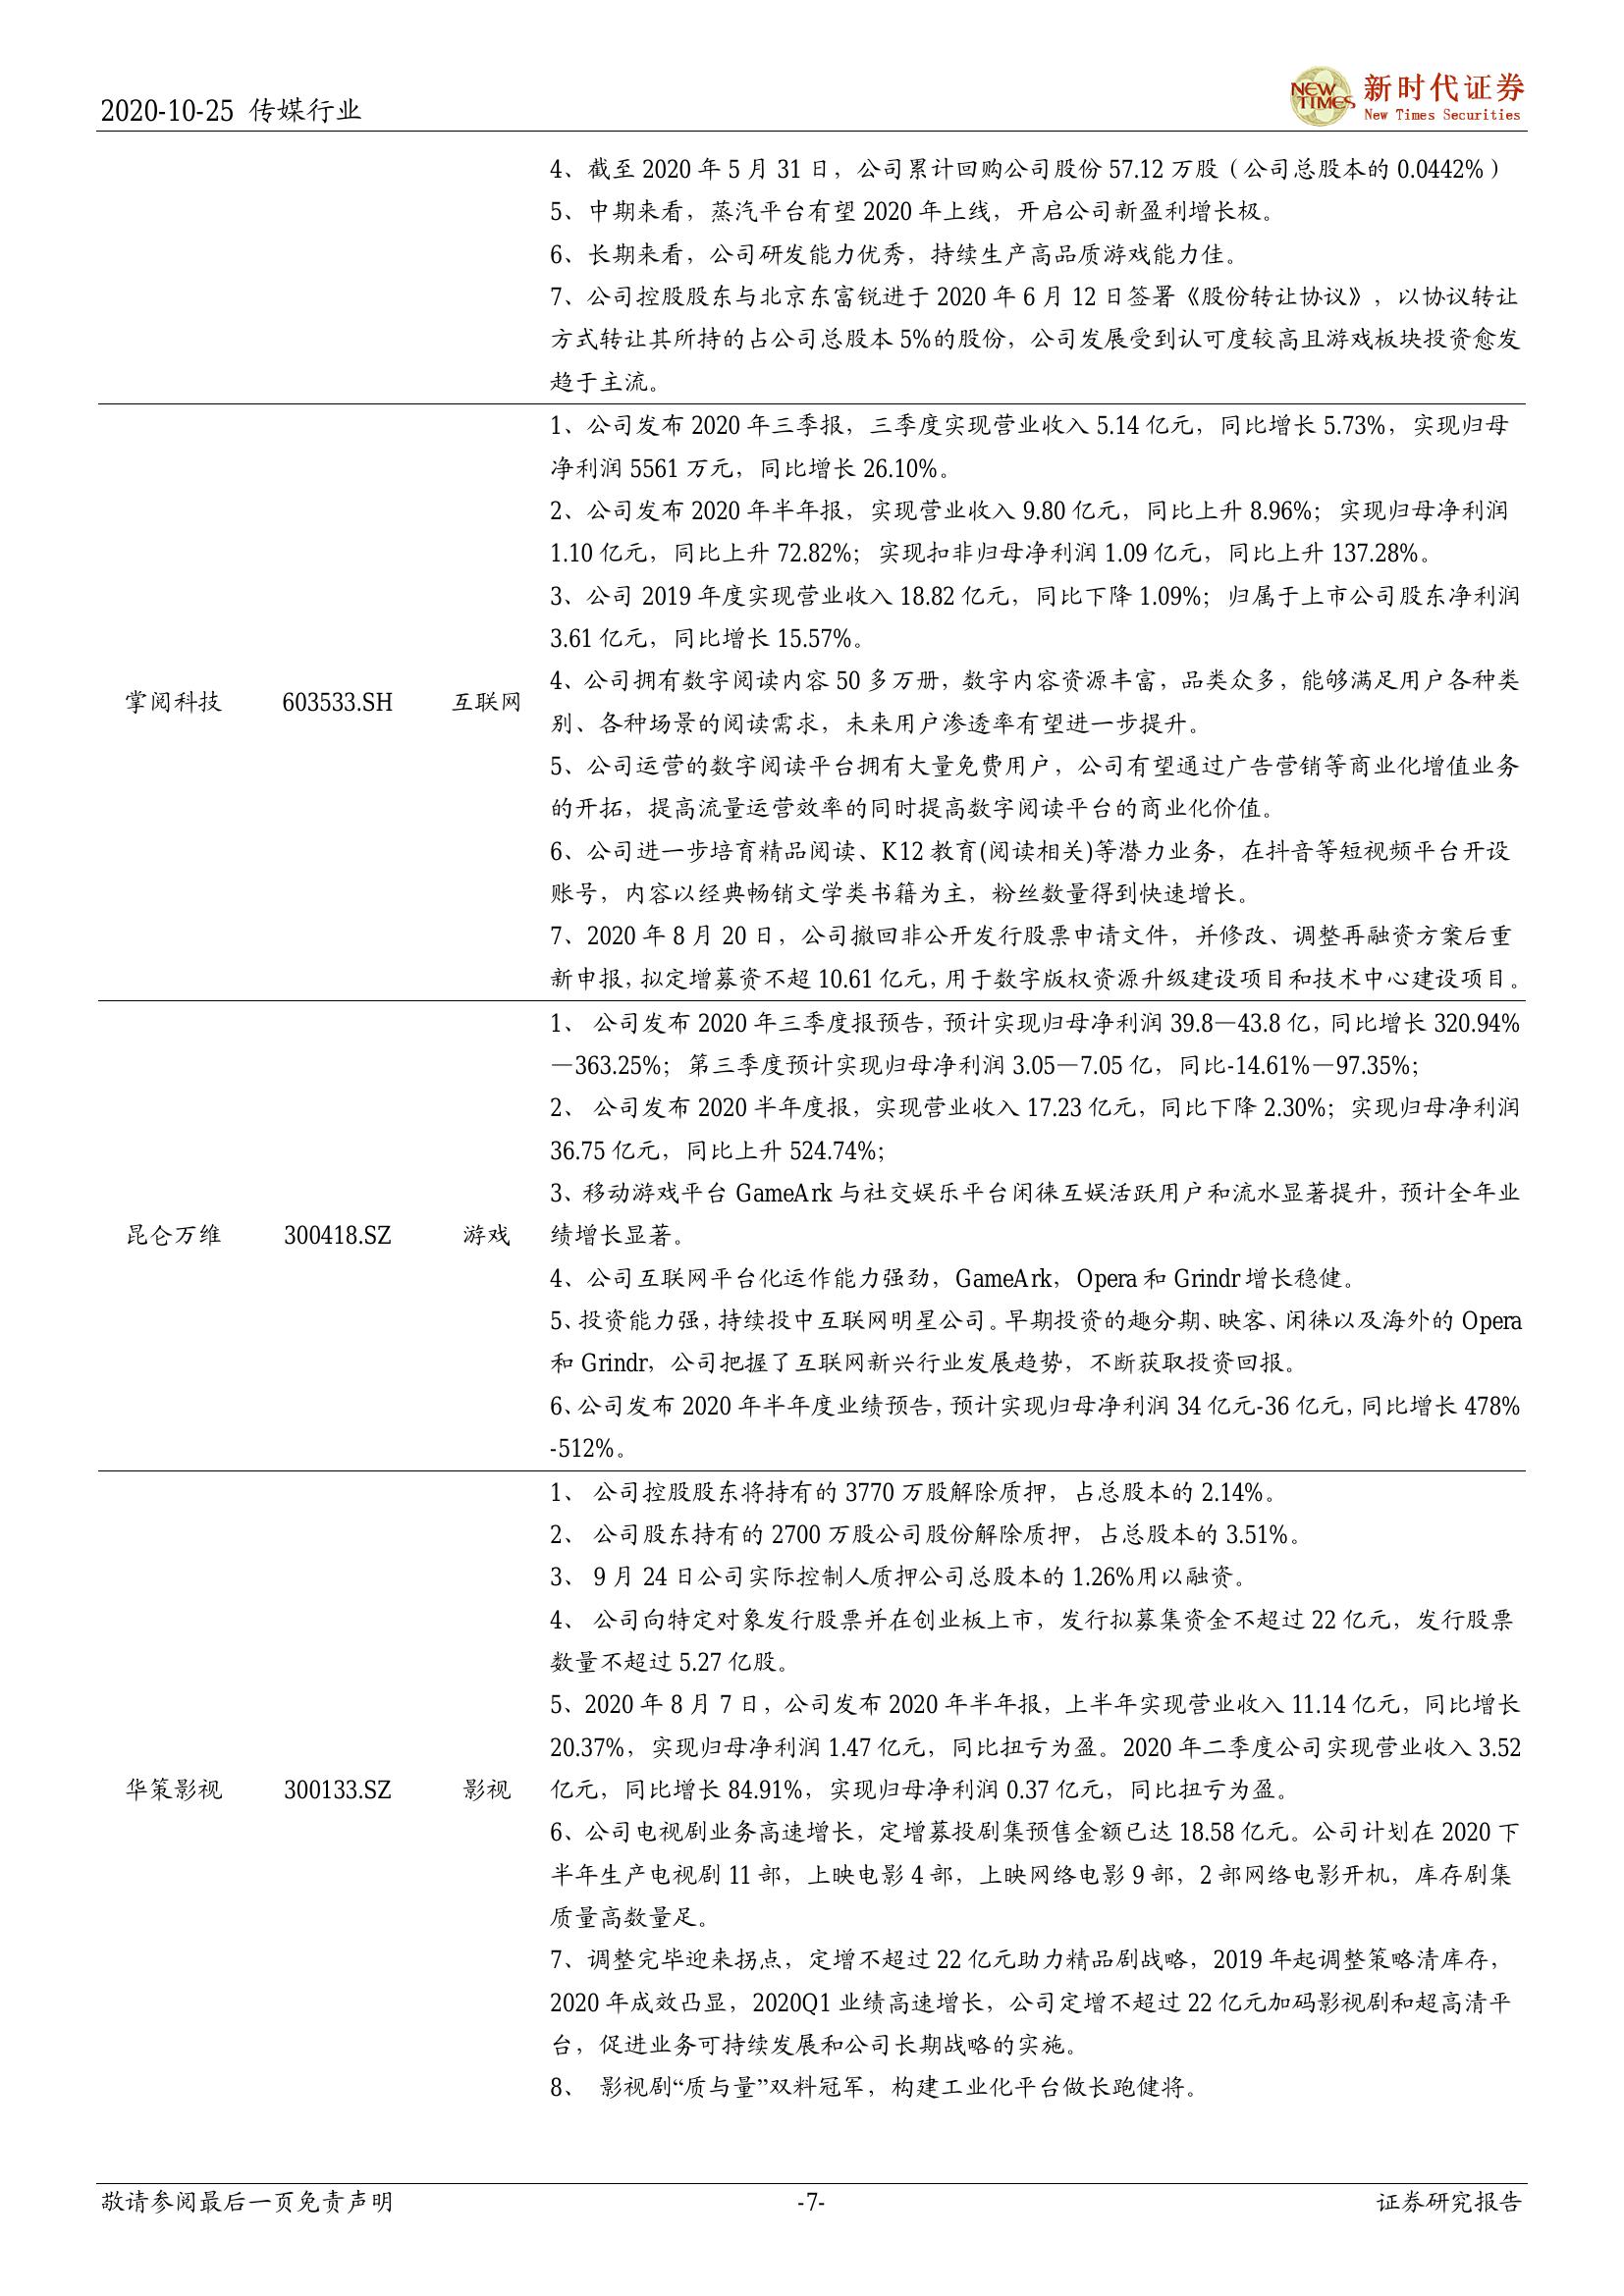 2020-10-25 传媒行业
NEW TIMES
新时代证券
New Times Securities
4、截至 2020 年 5 月 31 日，公司累计回购公司股份 57.12 万股（公司总股本的 0.0442%）
5、中期来看，蒸汽平台有望 2020 年上线，开启公司新盈利增长极。
6、长期来看，公司研发能力优秀，持续生产高品质游戏能力佳。
7、公司控股股东与北京东富锐进于 2020 年 6 月 12 日签署《股份转让协议》，以协议转让
方式转让其所持的占公司总股本 5%的股份，公司发展受到认可度较高且游戏板块投资愈发
趋于主流。
1、公司发布 2020 年三季报，三季度实现营业收入 5.14 亿元，同比增长 5.73%，实现归母
净利润 5561 万元，同比增长 26.10%。
2、公司发布 2020 年半年报，实现营业收入 9.80 亿元，同比上升 8.96%；实现归母净利润
1.10 亿元，同比上升 72.82%；实现扣非归母净利润 1.09 亿元，同比上升 137.28%。
3、公司 2019 年度实现营业收入 18.82 亿元，同比下降 1.09%；归属于上市公司股东净利润
3.61 亿元，同比增长 15.57%。
掌阅科技 603533.SH 互联网 4、公司拥有数字阅读内容 50 多万册，数字内容资源丰富，品类众多，能够满足用户各种类
别、各种场景的阅读需求，未来用户渗透率有望进一步提升。
5、公司运营的数字阅读平台拥有大量免费用户，公司有望通过广告营销等商业化增值业务
的开拓，提高流量运营效率的同时提高数字阅读平台的商业化价值。
6、公司进一步培育精品阅读、K12 教育(阅读相关)等潜力业务，在抖音等短视频平台开设
账号，内容以经典畅销文学类书籍为主，粉丝数量得到快速增长。
7、2020 年 8 月 20 日，公司撤回非公开发行股票申请文件，并修改、调整再融资方案后重
新申报，拟定增募资不超 10.61 亿元，用于数字版权资源升级建设项目和技术中心建设项目。
1、 公司发布 2020 年三季度报预告，预计实现归母净利润 39.8—43.8 亿，同比增长 320.94%
—363.25%；第三季度预计实现归母净利润 3.05—7.05 亿，同比-14.61%—97.35%；
2、 公司发布 2020 半年度报，实现营业收入 17.23 亿元，同比下降 2.30%；实现归母净利润
36.75 亿元，同比上升 524.74%；
3、移动游戏平台 GameArk 与社交娱乐平台闲徕互娱活跃用户和流水显著提升，预计全年业
昆仑万维 300418.SZ 游戏 绩增长显著。
4、公司互联网平台化运作能力强劲，GameArk，Opera 和 Grindr 增长稳健。
5、投资能力强，持续投中互联网明星公司。早期投资的趣分期、映客、闲徕以及海外的 Opera
和 Grindr，公司把握了互联网新兴行业发展趋势，不断获取投资回报。
6、公司发布 2020 年半年度业绩预告，预计实现归母净利润 34 亿元-36 亿元，同比增长 478%
-512%。
1、 公司控股股东将持有的 3770 万股解除质押，占总股本的 2.14%。
2、 公司股东持有的 2700 万股公司股份解除质押，占总股本的 3.51%。
3、 9 月 24 日公司实际控制人质押公司总股本的 1.26%用以融资。
4、 公司向特定对象发行股票并在创业板上市，发行拟募集资金不超过 22 亿元，发行股票
数量不超过 5.27 亿股。
5、2020 年 8 月 7 日，公司发布 2020 年半年报，上半年实现营业收入 11.14 亿元，同比增长
20.37%，实现归母净利润 1.47 亿元，同比扭亏为盈。2020 年二季度公司实现营业收入 3.52
华策影视 300133.SZ 影视 亿元，同比增长 84.91%，实现归母净利润 0.37 亿元，同比扭亏为盈。
6、公司电视剧业务高速增长，定增募投剧集预售金额已达 18.58 亿元。公司计划在 2020 下
半年生产电视剧 11 部，上映电影 4 部，上映网络电影 9 部，2 部网络电影开机，库存剧集
质量高数量足。
7、调整完毕迎来拐点，定增不超过 22 亿元助力精品剧战略，2019 年起调整策略清库存，
2020 年成效凸显，2020Q1 业绩高速增长，公司定增不超过 22 亿元加码影视剧和超高清平
台，促进业务可持续发展和公司长期战略的实施。
8、 影视剧“质与量”双料冠军，构建工业化平台做长跑健将。
敬请参阅最后一页免责声明 -7- 证券研究报告